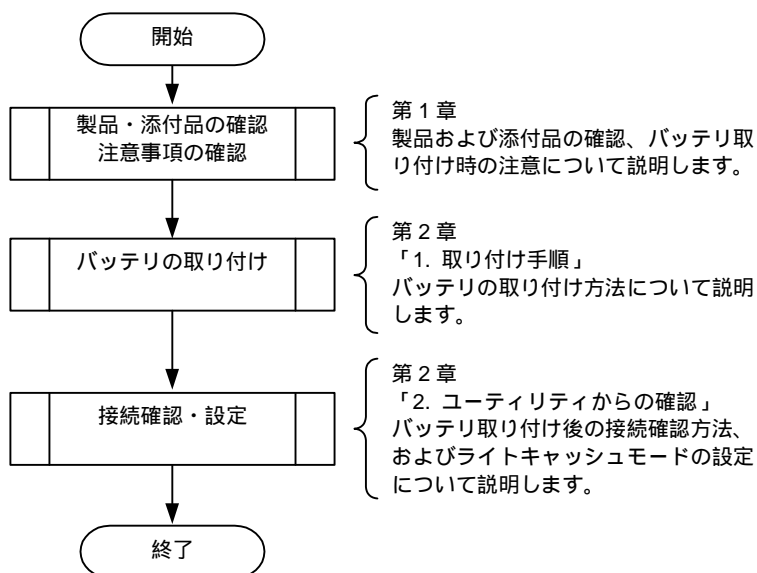 開始
製品・添付品の確認
注意事項の確認
第1章
製品および添付品の確認、バッテリ取
り付け時の注意について説明します。
バッテリの取り付け
第2章
「1. 取り付け手順」
バッテリの取り付け方法について説明
します。
接続確認・設定
第2章
「2. ユーティリティからの確認」
バッテリ取り付け後の接続確認方法、
およびライトキャッシュモードの設定
について説明します。
終了